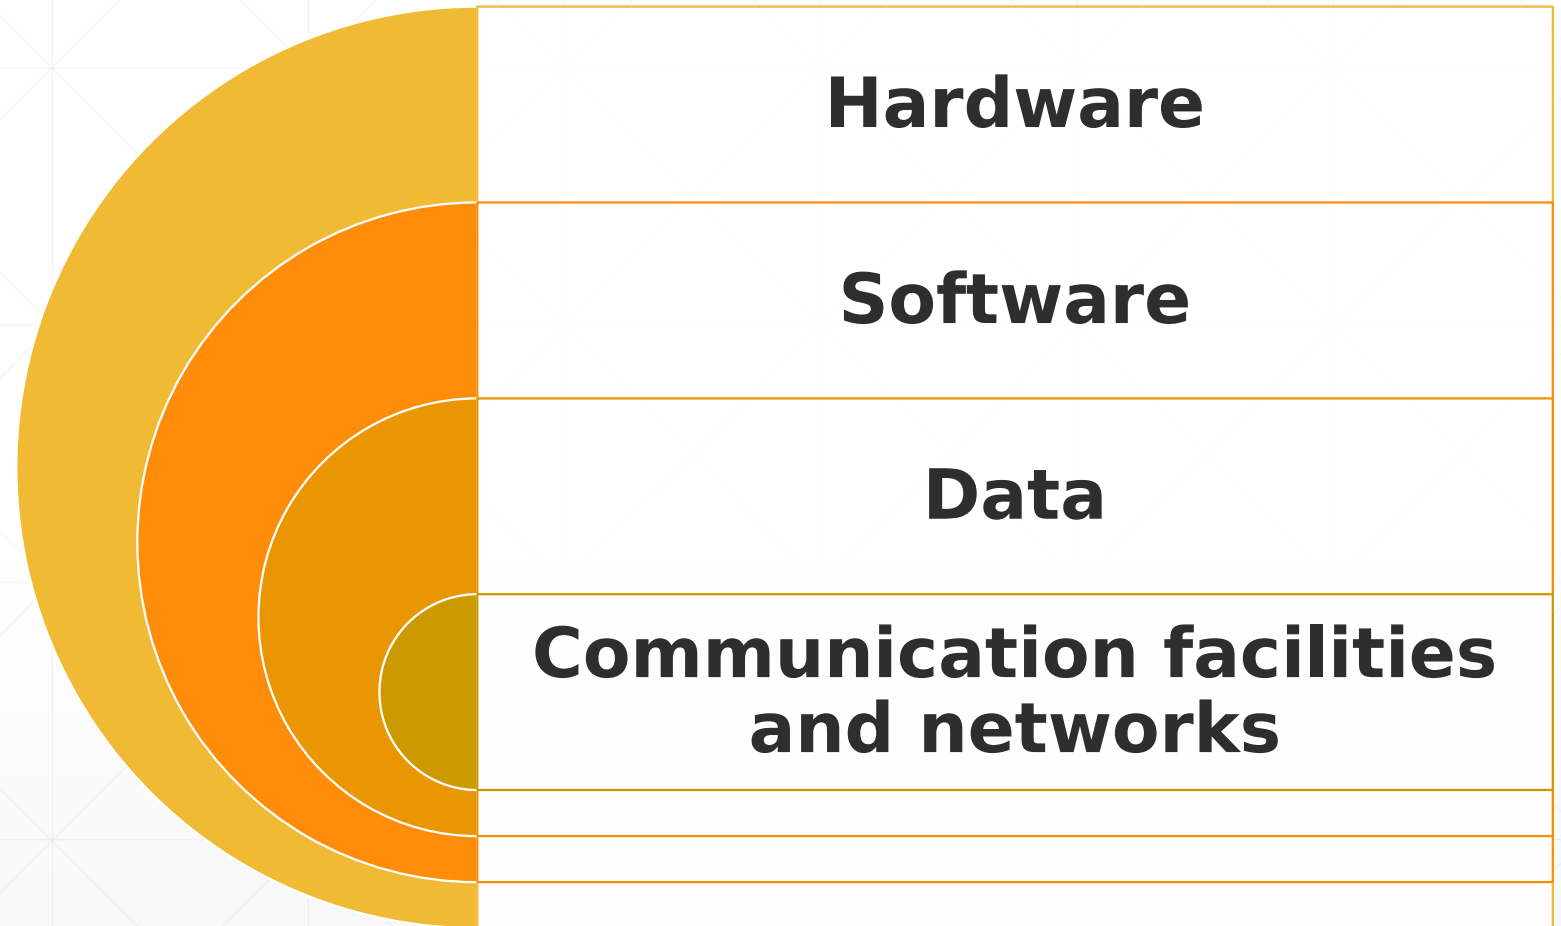 Hardware
Software
Data
Communication facilities
and networks